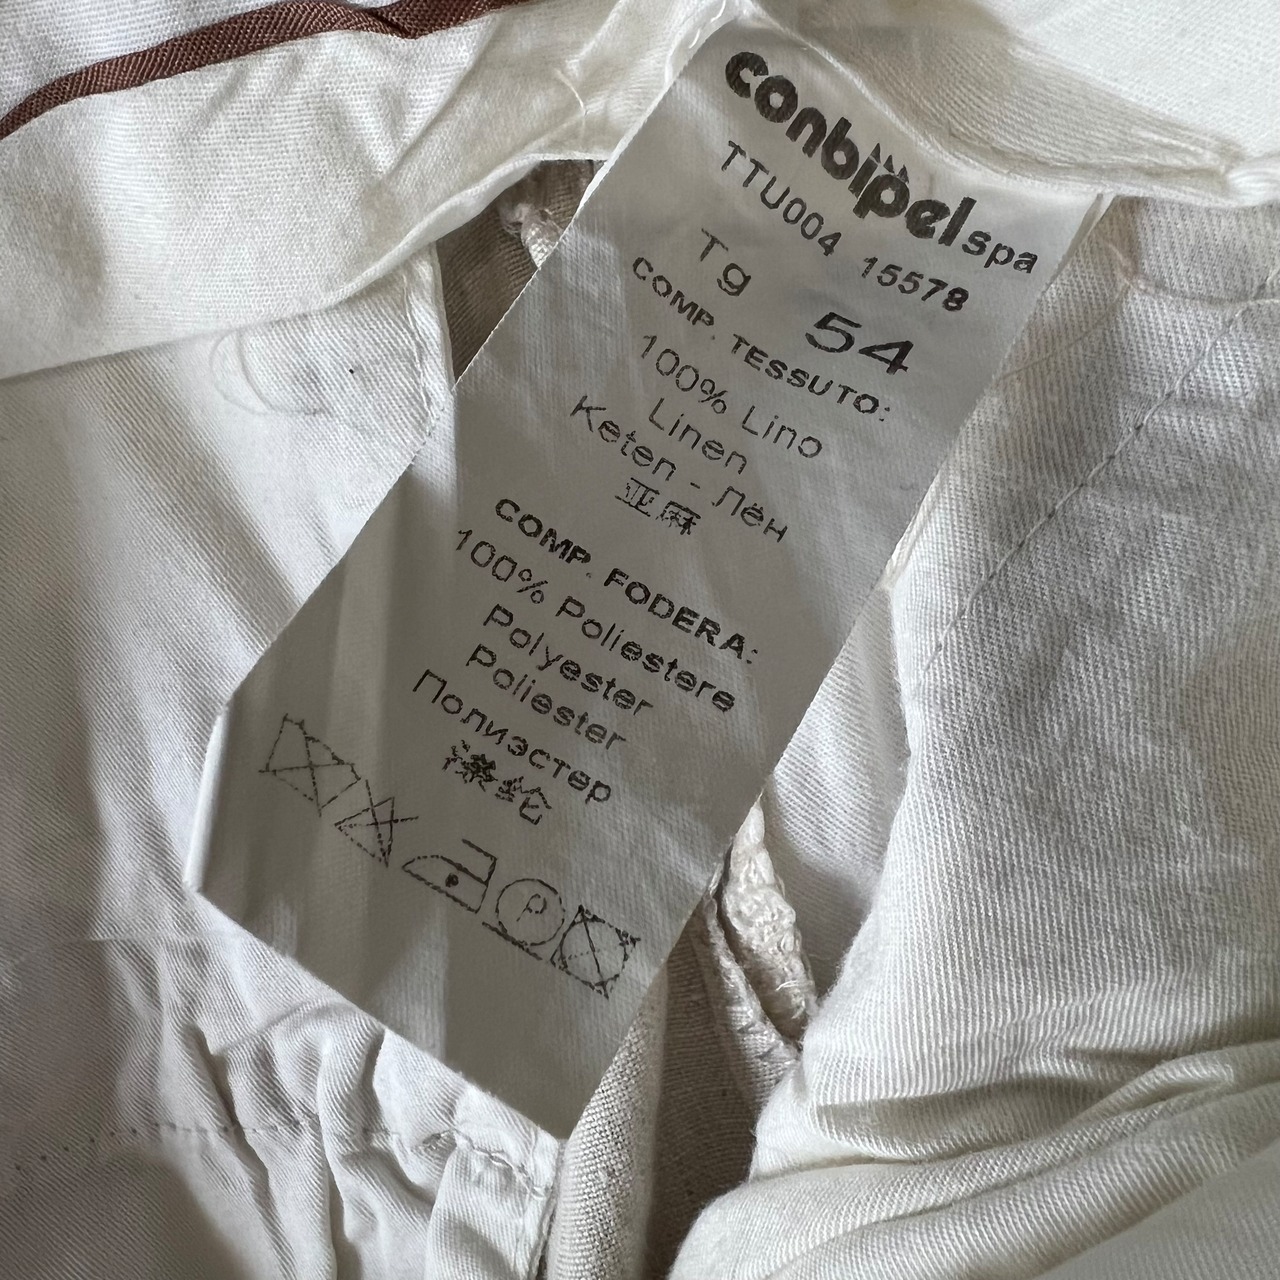 conbipel spa
TTU004 15578
Tg 54
COMP. TESSUTO:
100% Lino
Linen
Keten - Лён
亚麻
COMP. FODERA:
100% Poliestere
Polyester
Poliester
Полиэстер
涤纶
P